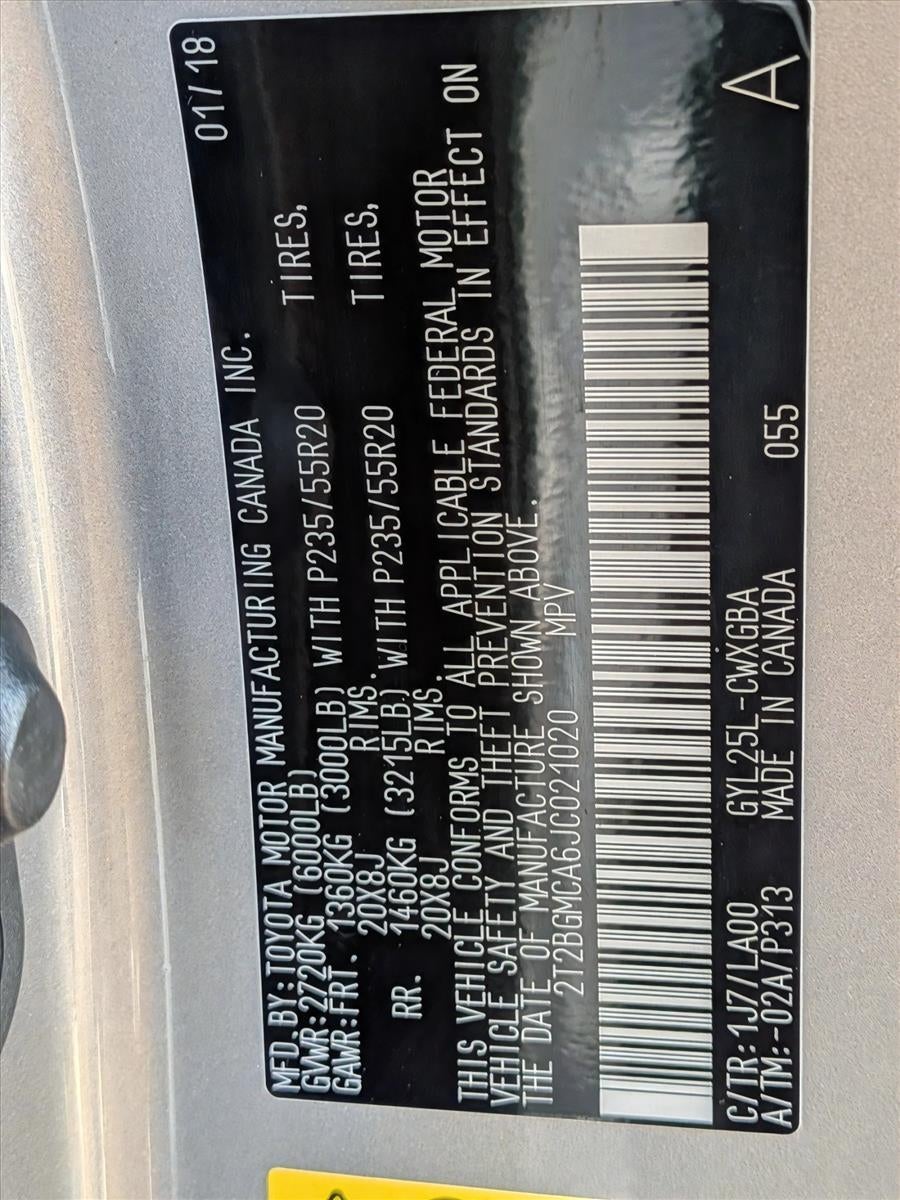 01/18
MFD.BY:TOYOTA MOTOR MANUFACTURING CANADA INC.
GVWR:2720KG (6000LB)
GAWR:FRT. 1360KG (3000LB) WITH P235/55R20 TIRES,
20X8J RIMS.
RR. 1460KG (3215LB) WITH P235/55R20 TIRES,
20X8J RIMS.
THIS VEHICLE CONFORMS TO ALL APPLICABLE FEDERAL MOTOR
VEHICLE SAFETY AND THEFT PREVENTION STANDARDS IN EFFECT ON
THE DATE OF MANUFACTURE SHOWN ABOVE.
2T2BGMCA6JC021020 MPV
C/TR:1J7/LA00 GYL25L-CWXGBA
A/TM:-02A/P313 MADE IN CANADA 055 A